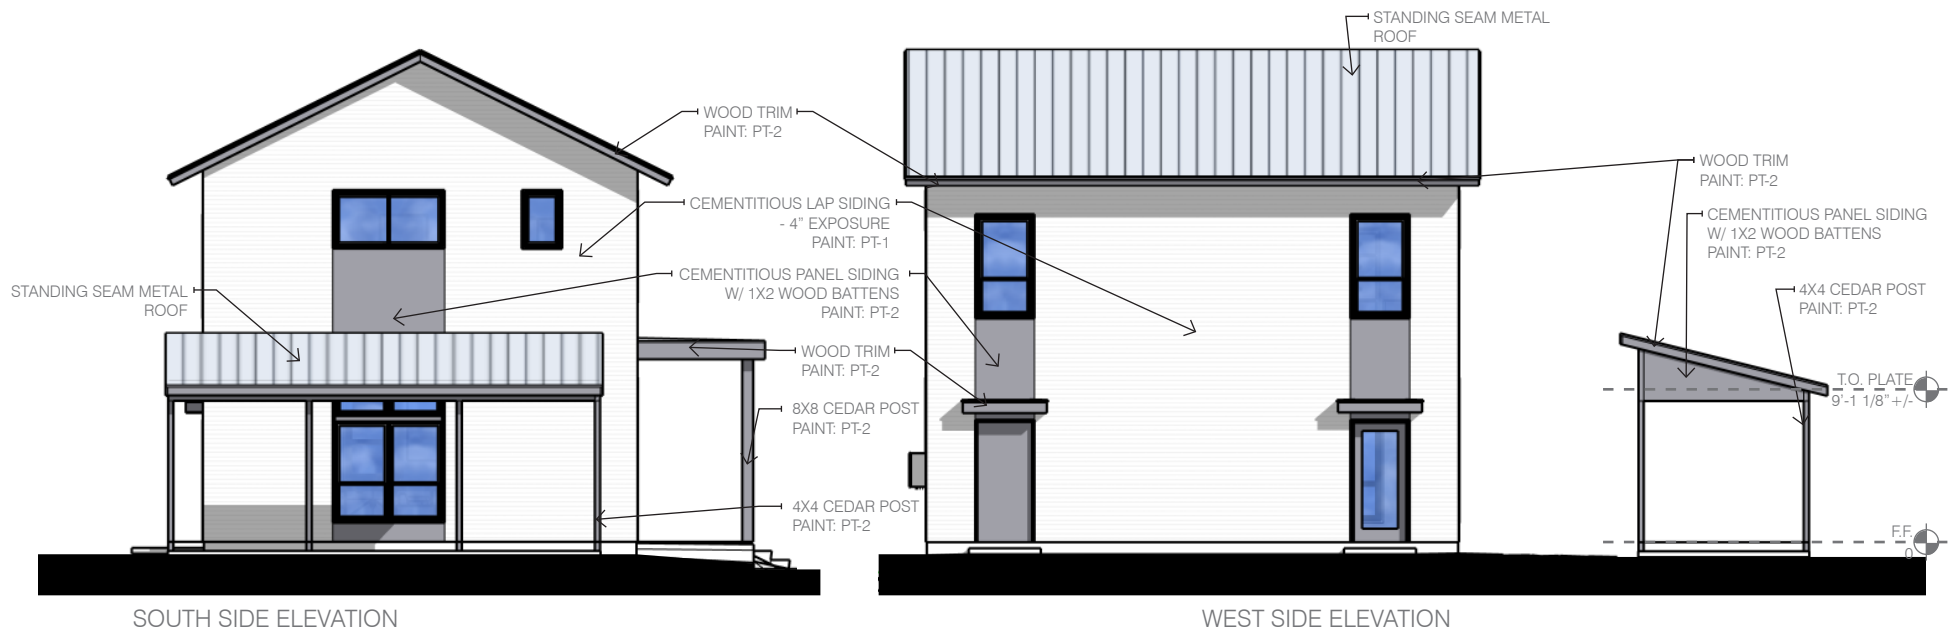 STANDING SEAM METAL
ROOF
WOOD TRIM
PAINT: PT-2
CEMENTITIOUS LAP SIDING
- 4" EXPOSURE
PAINT: PT-1
CEMENTITIOUS PANEL SIDING
W/ 1X2 WOOD BATTENS
PAINT: PT-2
STANDING SEAM METAL
ROOF
WOOD TRIM
PAINT: PT-2
8X8 CEDAR POST
PAINT: PT-2
4X4 CEDAR POST
PAINT: PT-2
WOOD TRIM
PAINT: PT-2
CEMENTITIOUS PANEL SIDING
W/ 1X2 WOOD BATTENS
PAINT: PT-2
4X4 CEDAR POST
PAINT: PT-2
T.O. PLATE
9'-1 1/8" +/-
F.F.
0
SOUTH SIDE ELEVATION
WEST SIDE ELEVATION